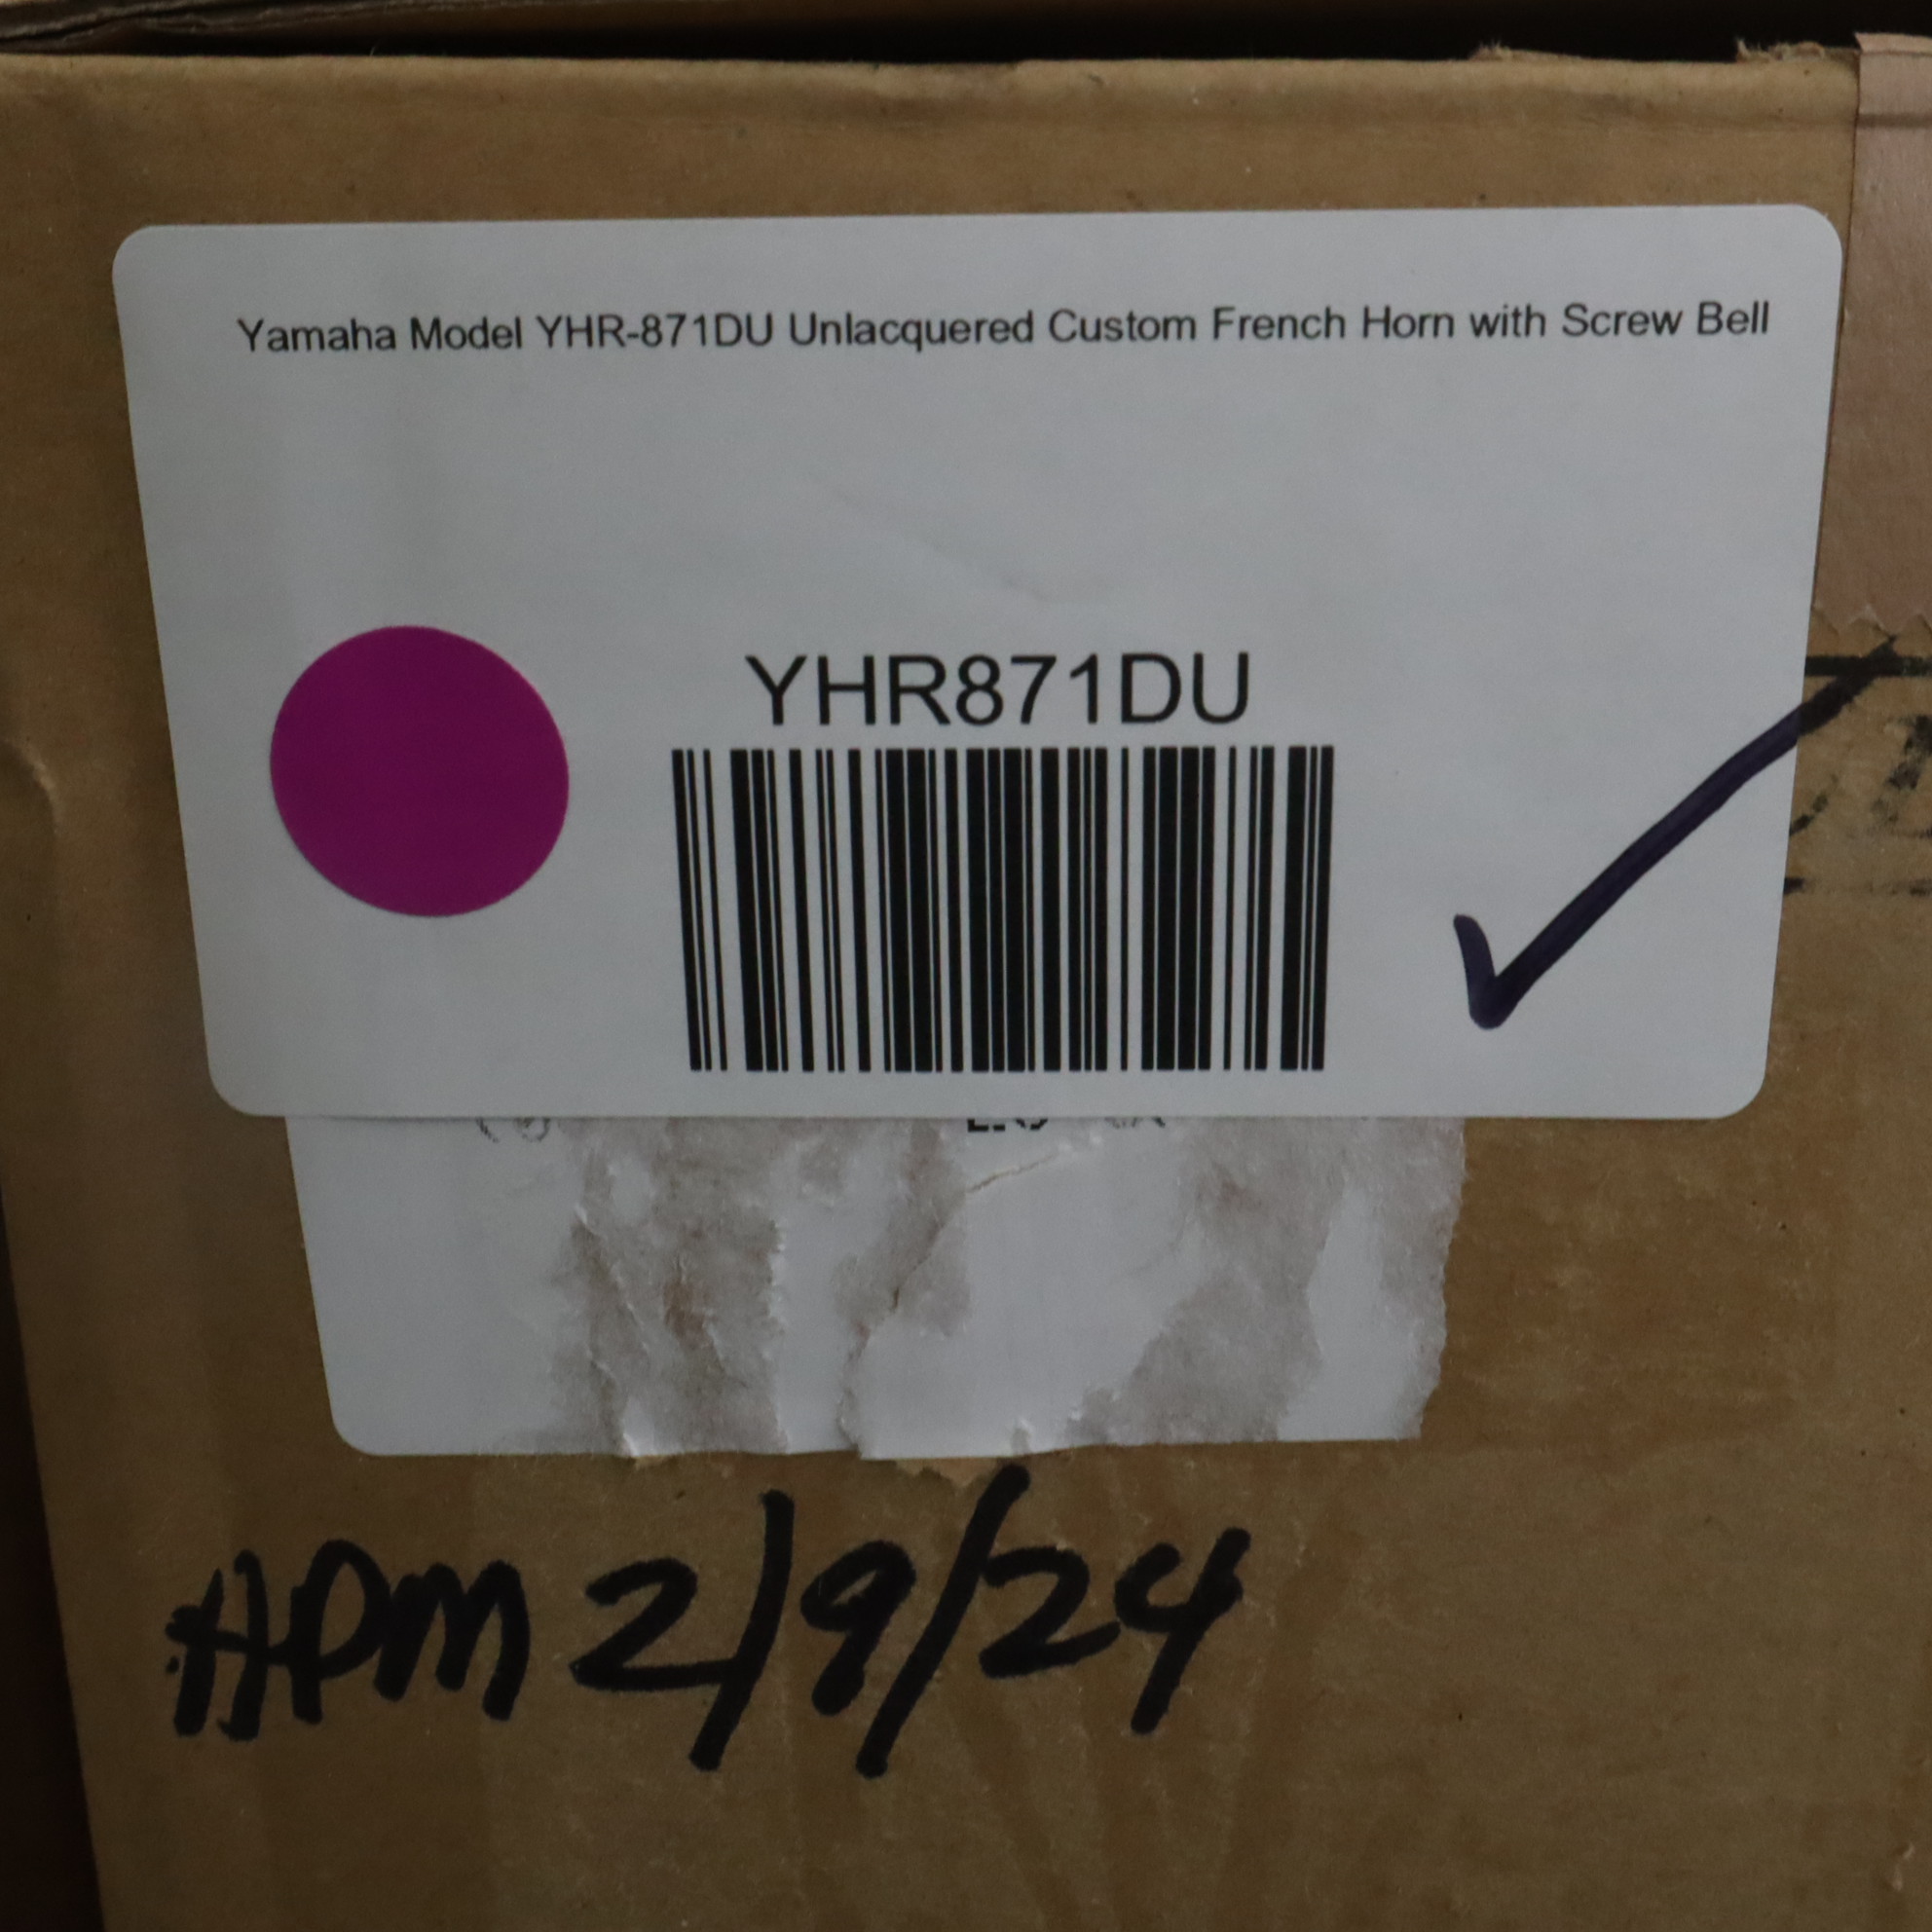 Yamaha Model YHR-871DU Unlacquered Custom French Horn with Screw Bell
YHR871DU
HPM 2/9/24